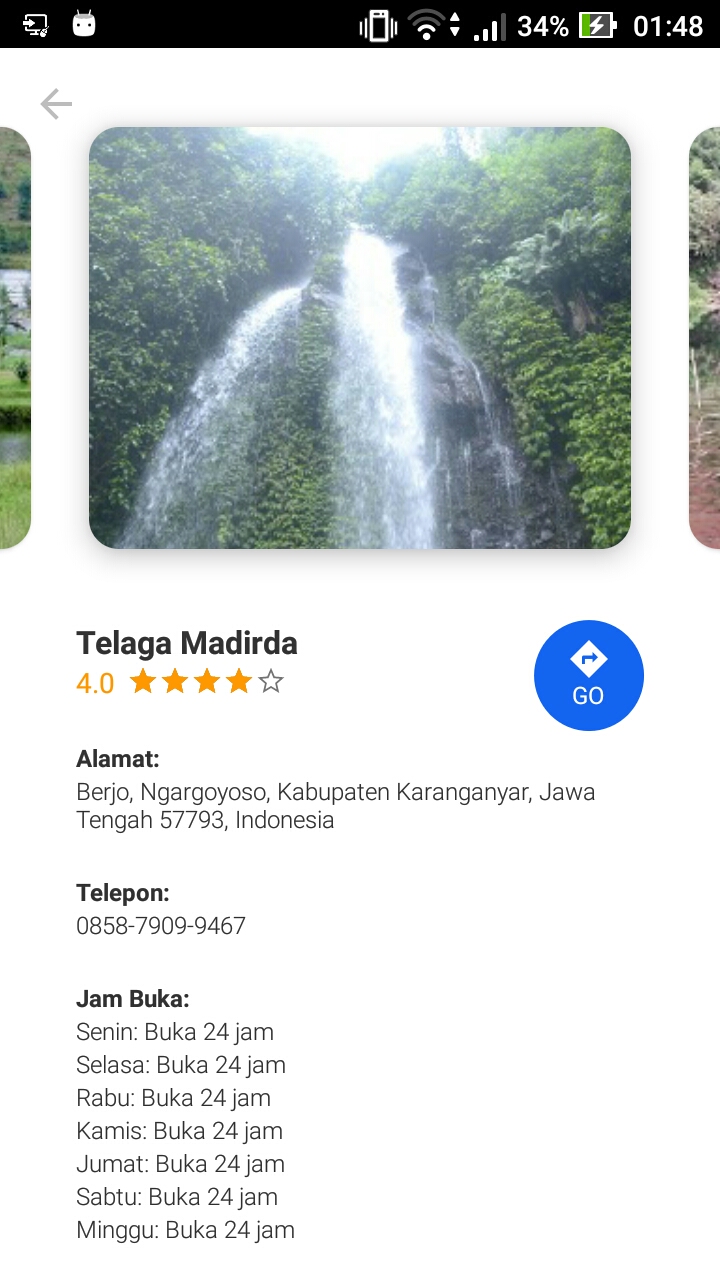 34% 01:48
Telaga Madirda
4.0
GO
Alamat:
Berjo, Ngargoyoso, Kabupaten Karanganyar, Jawa
Tengah 57793, Indonesia
Telepon:
0858-7909-9467
Jam Buka:
Senin: Buka 24 jam
Selasa: Buka 24 jam
Rabu: Buka 24 jam
Kamis: Buka 24 jam
Jumat: Buka 24 jam
Sabtu: Buka 24 jam
Minggu: Buka 24 jam